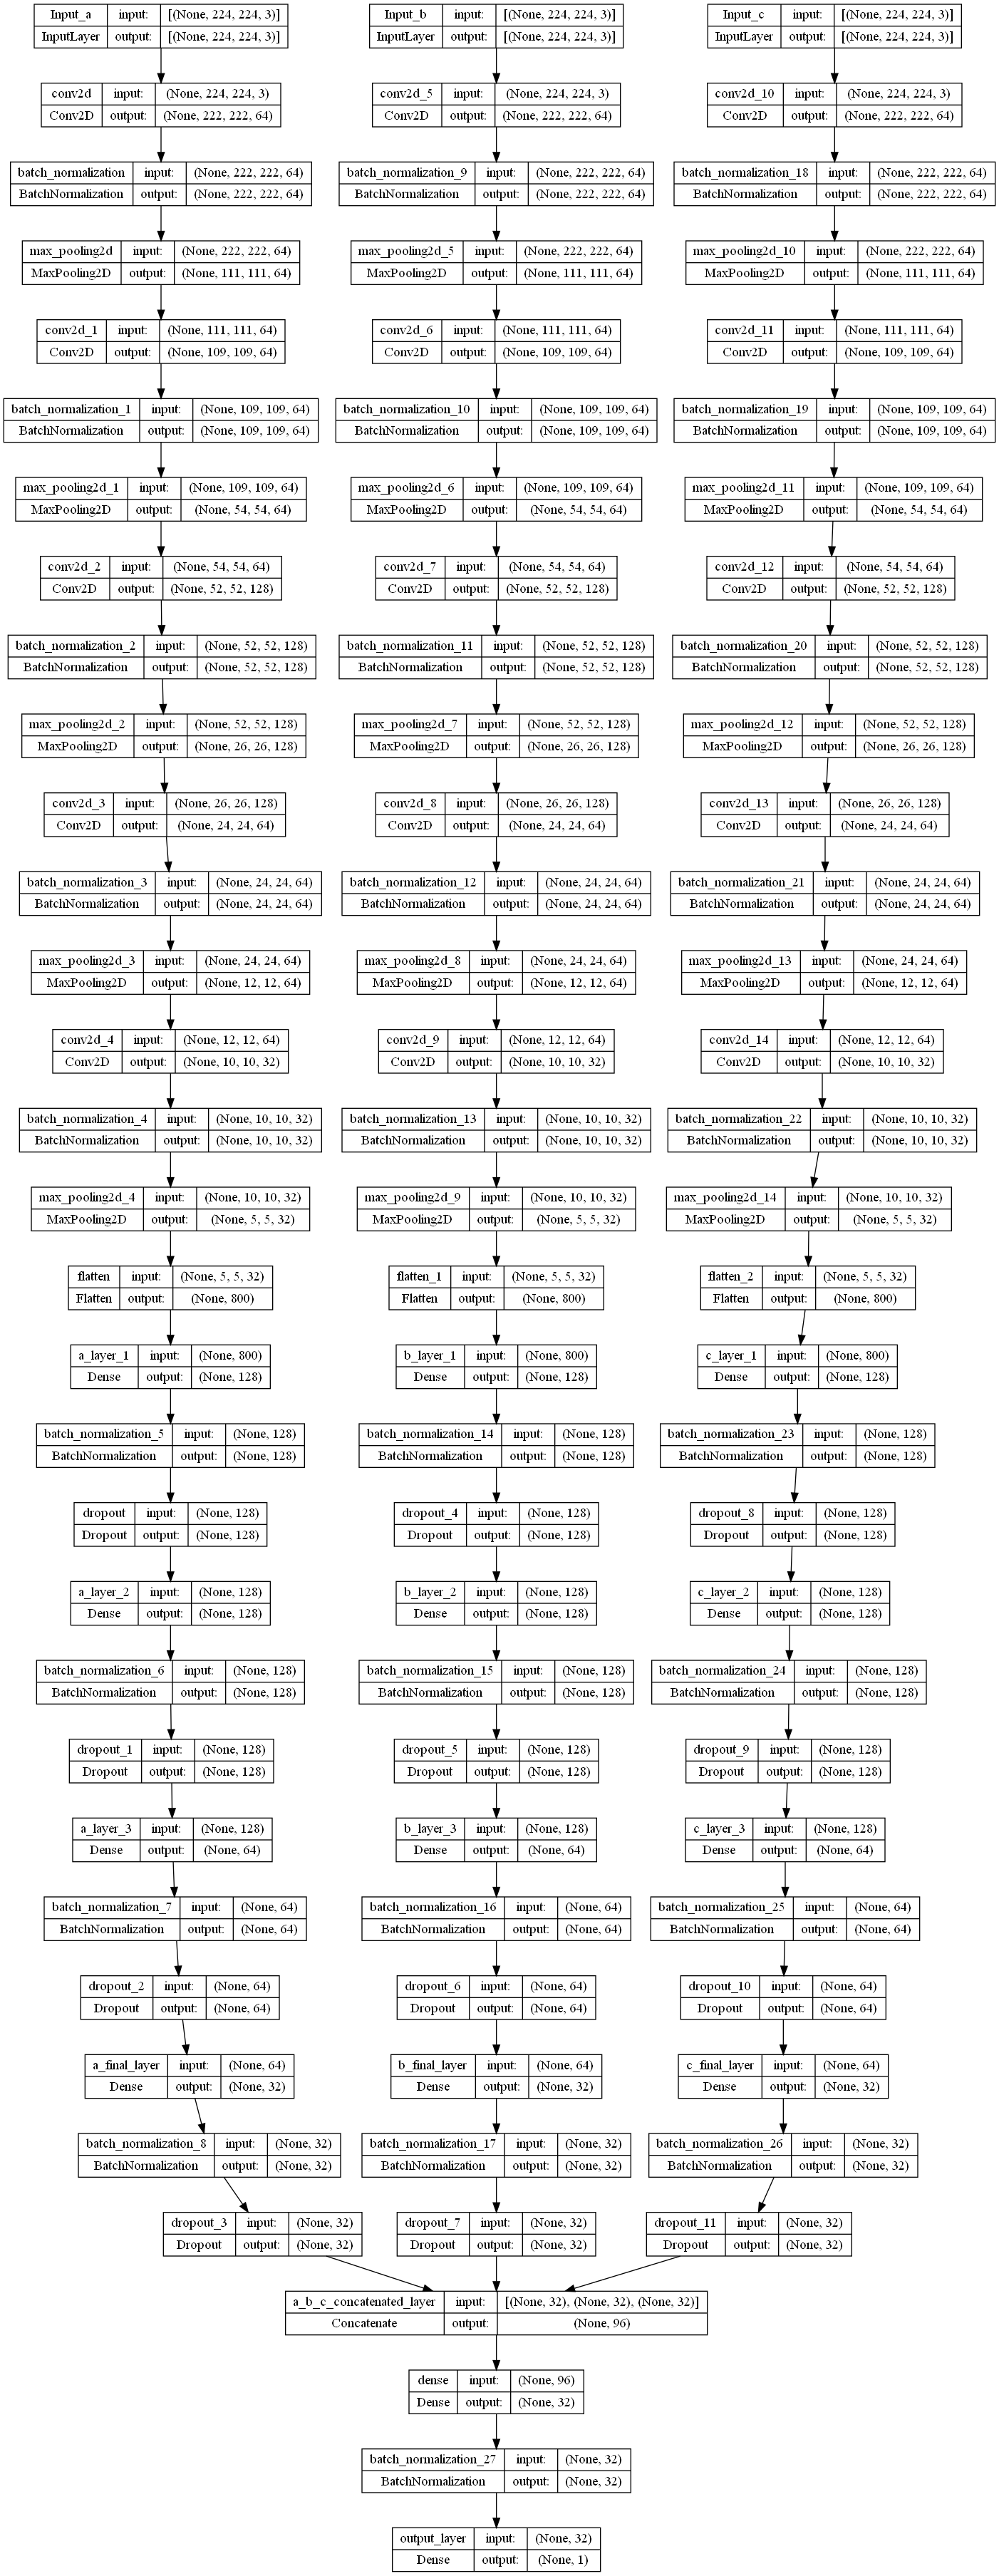 Input_a input: [(None, 224, 224, 3)]
InputLayer output: [(None, 224, 224, 3)]
Input_b input: [(None, 224, 224, 3)]
InputLayer output: [(None, 224, 224, 3)]
Input_c input: [(None, 224, 224, 3)]
InputLayer output: [(None, 224, 224, 3)]
conv2d input: (None, 224, 224, 3)
Conv2D output: (None, 222, 222, 64)
conv2d_5 input: (None, 224, 224, 3)
Conv2D output: (None, 222, 222, 64)
conv2d_10 input: (None, 224, 224, 3)
Conv2D output: (None, 222, 222, 64)
batch_normalization input: (None, 222, 222, 64)
BatchNormalization output: (None, 222, 222, 64)
batch_normalization_9 input: (None, 222, 222, 64)
BatchNormalization output: (None, 222, 222, 64)
batch_normalization_18 input: (None, 222, 222, 64)
BatchNormalization output: (None, 222, 222, 64)
max_pooling2d input: (None, 222, 222, 64)
MaxPooling2D output: (None, 111, 111, 64)
max_pooling2d_5 input: (None, 222, 222, 64)
MaxPooling2D output: (None, 111, 111, 64)
max_pooling2d_10 input: (None, 222, 222, 64)
MaxPooling2D output: (None, 111, 111, 64)
conv2d_1 input: (None, 111, 111, 64)
Conv2D output: (None, 109, 109, 64)
conv2d_6 input: (None, 111, 111, 64)
Conv2D output: (None, 109, 109, 64)
conv2d_11 input: (None, 111, 111, 64)
Conv2D output: (None, 109, 109, 64)
batch_normalization_1 input: (None, 109, 109, 64)
BatchNormalization output: (None, 109, 109, 64)
batch_normalization_10 input: (None, 109, 109, 64)
BatchNormalization output: (None, 109, 109, 64)
batch_normalization_19 input: (None, 109, 109, 64)
BatchNormalization output: (None, 109, 109, 64)
max_pooling2d_1 input: (None, 109, 109, 64)
MaxPooling2D output: (None, 54, 54, 64)
max_pooling2d_6 input: (None, 109, 109, 64)
MaxPooling2D output: (None, 54, 54, 64)
max_pooling2d_11 input: (None, 109, 109, 64)
MaxPooling2D output: (None, 54, 54, 64)
conv2d_2 input: (None, 54, 54, 64)
Conv2D output: (None, 52, 52, 128)
conv2d_7 input: (None, 54, 54, 64)
Conv2D output: (None, 52, 52, 128)
conv2d_12 input: (None, 54, 54, 64)
Conv2D output: (None, 52, 52, 128)
batch_normalization_2 input: (None, 52, 52, 128)
BatchNormalization output: (None, 52, 52, 128)
batch_normalization_11 input: (None, 52, 52, 128)
BatchNormalization output: (None, 52, 52, 128)
batch_normalization_20 input: (None, 52, 52, 128)
BatchNormalization output: (None, 52, 52, 128)
max_pooling2d_2 input: (None, 52, 52, 128)
MaxPooling2D output: (None, 26, 26, 128)
max_pooling2d_7 input: (None, 52, 52, 128)
MaxPooling2D output: (None, 26, 26, 128)
max_pooling2d_12 input: (None, 52, 52, 128)
MaxPooling2D output: (None, 26, 26, 128)
conv2d_3 input: (None, 26, 26, 128)
Conv2D output: (None, 24, 24, 64)
conv2d_8 input: (None, 26, 26, 128)
Conv2D output: (None, 24, 24, 64)
conv2d_13 input: (None, 26, 26, 128)
Conv2D output: (None, 24, 24, 64)
batch_normalization_3 input: (None, 24, 24, 64)
BatchNormalization output: (None, 24, 24, 64)
batch_normalization_12 input: (None, 24, 24, 64)
BatchNormalization output: (None, 24, 24, 64)
batch_normalization_21 input: (None, 24, 24, 64)
BatchNormalization output: (None, 24, 24, 64)
max_pooling2d_3 input: (None, 24, 24, 64)
MaxPooling2D output: (None, 12, 12, 64)
max_pooling2d_8 input: (None, 24, 24, 64)
MaxPooling2D output: (None, 12, 12, 64)
max_pooling2d_13 input: (None, 24, 24, 64)
MaxPooling2D output: (None, 12, 12, 64)
conv2d_4 input: (None, 12, 12, 64)
Conv2D output: (None, 10, 10, 32)
conv2d_9 input: (None, 12, 12, 64)
Conv2D output: (None, 10, 10, 32)
conv2d_14 input: (None, 12, 12, 64)
Conv2D output: (None, 10, 10, 32)
batch_normalization_4 input: (None, 10, 10, 32)
BatchNormalization output: (None, 10, 10, 32)
batch_normalization_13 input: (None, 10, 10, 32)
BatchNormalization output: (None, 10, 10, 32)
batch_normalization_22 input: (None, 10, 10, 32)
BatchNormalization output: (None, 10, 10, 32)
max_pooling2d_4 input: (None, 10, 10, 32)
MaxPooling2D output: (None, 5, 5, 32)
max_pooling2d_9 input: (None, 10, 10, 32)
MaxPooling2D output: (None, 5, 5, 32)
max_pooling2d_14 input: (None, 10, 10, 32)
MaxPooling2D output: (None, 5, 5, 32)
flatten input: (None, 5, 5, 32)
Flatten output: (None, 800)
flatten_1 input: (None, 5, 5, 32)
Flatten output: (None, 800)
flatten_2 input: (None, 5, 5, 32)
Flatten output: (None, 800)
a_layer_1 input: (None, 800)
Dense output: (None, 128)
b_layer_1 input: (None, 800)
Dense output: (None, 128)
c_layer_1 input: (None, 800)
Dense output: (None, 128)
batch_normalization_5 input: (None, 128)
BatchNormalization output: (None, 128)
batch_normalization_14 input: (None, 128)
BatchNormalization output: (None, 128)
batch_normalization_23 input: (None, 128)
BatchNormalization output: (None, 128)
dropout input: (None, 128)
Dropout output: (None, 128)
dropout_4 input: (None, 128)
Dropout output: (None, 128)
dropout_8 input: (None, 128)
Dropout output: (None, 128)
a_layer_2 input: (None, 128)
Dense output: (None, 128)
b_layer_2 input: (None, 128)
Dense output: (None, 128)
c_layer_2 input: (None, 128)
Dense output: (None, 128)
batch_normalization_6 input: (None, 128)
BatchNormalization output: (None, 128)
batch_normalization_15 input: (None, 128)
BatchNormalization output: (None, 128)
batch_normalization_24 input: (None, 128)
BatchNormalization output: (None, 128)
dropout_1 input: (None, 128)
Dropout output: (None, 128)
dropout_5 input: (None, 128)
Dropout output: (None, 128)
dropout_9 input: (None, 128)
Dropout output: (None, 128)
a_layer_3 input: (None, 128)
Dense output: (None, 64)
b_layer_3 input: (None, 128)
Dense output: (None, 64)
c_layer_3 input: (None, 128)
Dense output: (None, 64)
batch_normalization_7 input: (None, 64)
BatchNormalization output: (None, 64)
batch_normalization_16 input: (None, 64)
BatchNormalization output: (None, 64)
batch_normalization_25 input: (None, 64)
BatchNormalization output: (None, 64)
dropout_2 input: (None, 64)
Dropout output: (None, 64)
dropout_6 input: (None, 64)
Dropout output: (None, 64)
dropout_10 input: (None, 64)
Dropout output: (None, 64)
a_final_layer input: (None, 64)
Dense output: (None, 32)
b_final_layer input: (None, 64)
Dense output: (None, 32)
c_final_layer input: (None, 64)
Dense output: (None, 32)
batch_normalization_8 input: (None, 32)
BatchNormalization output: (None, 32)
batch_normalization_17 input: (None, 32)
BatchNormalization output: (None, 32)
batch_normalization_26 input: (None, 32)
BatchNormalization output: (None, 32)
dropout_3 input: (None, 32)
Dropout output: (None, 32)
dropout_7 input: (None, 32)
Dropout output: (None, 32)
dropout_11 input: (None, 32)
Dropout output: (None, 32)
a_b_c_concatenated_layer input: [(None, 32), (None, 32), (None, 32)]
Concatenate output: (None, 96)
dense input: (None, 96)
Dense output: (None, 32)
batch_normalization_27 input: (None, 32)
BatchNormalization output: (None, 32)
output_layer input: (None, 32)
Dense output: (None, 1)